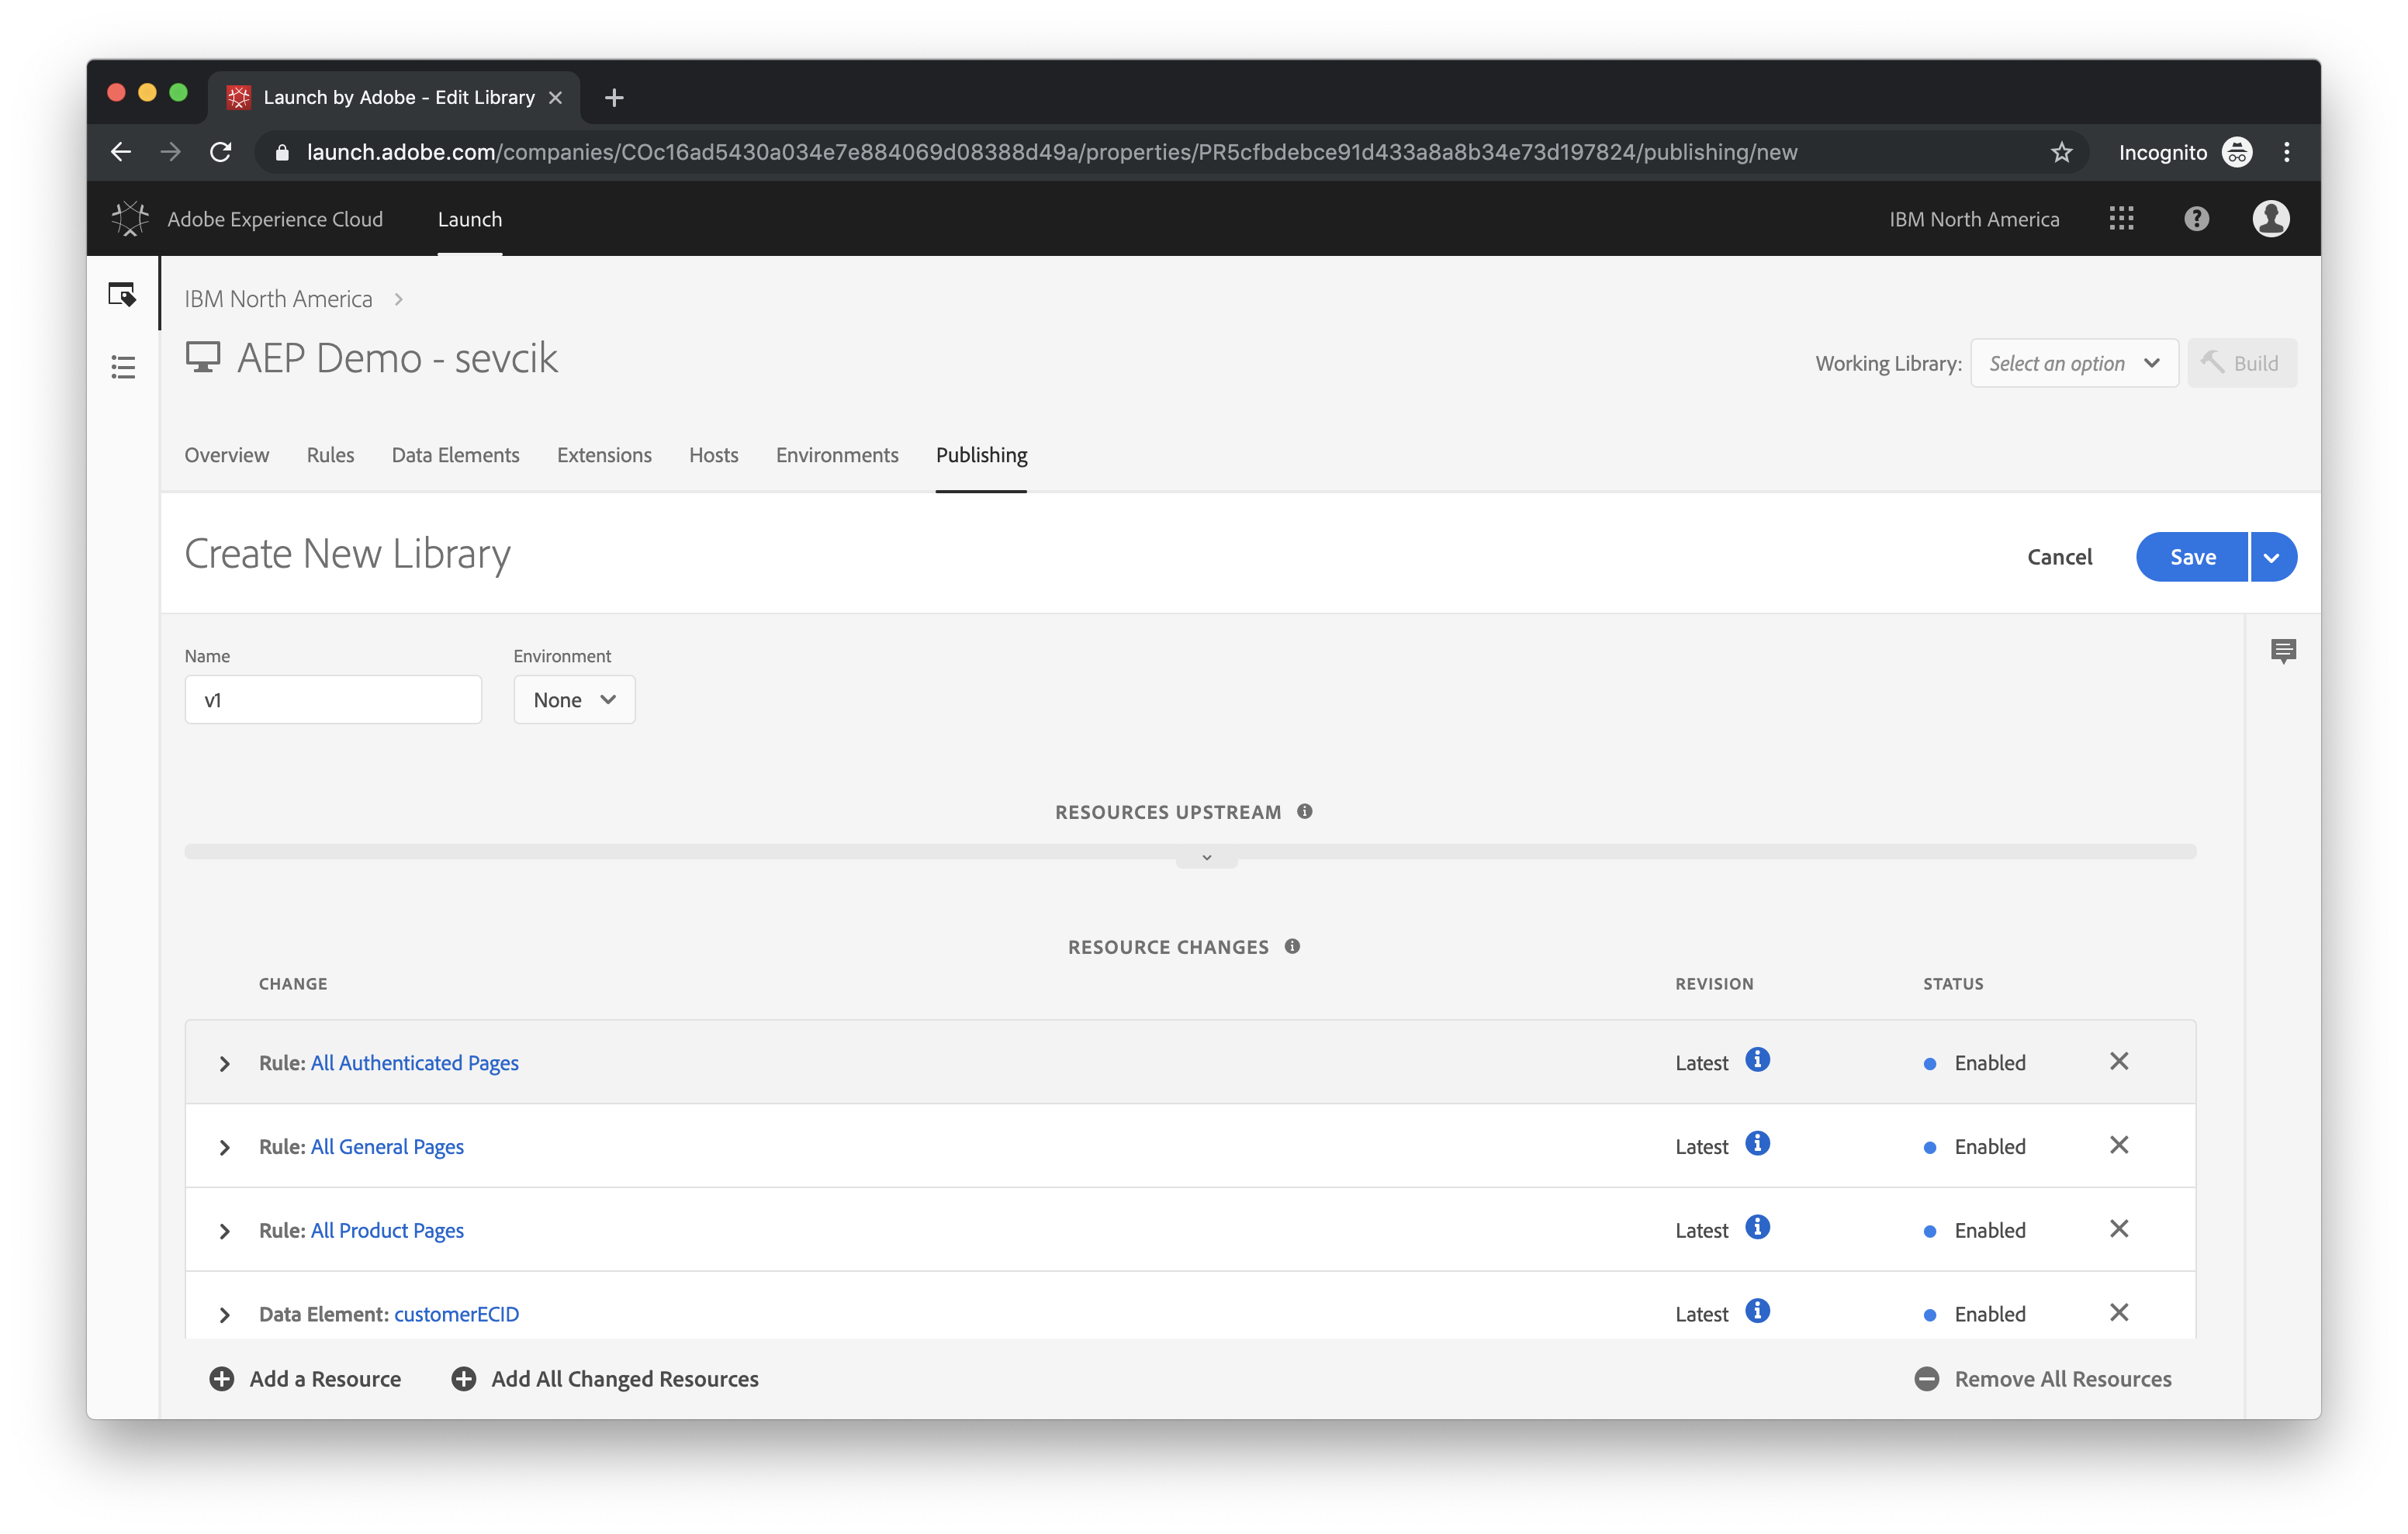 Launch by Adobe - Edit Library
launch.adobe.com/companies/COc16ad5430a034e7e884069d08388d49a/properties/PR5cfbdebce91d433a8a8b34e73d197824/publishing/new
Incognito
Adobe Experience Cloud Launch IBM North America
IBM North America
AEP Demo - sevcik
Working Library: Select an option Build
Overview Rules Data Elements Extensions Hosts Environments Publishing
Create New Library
Cancel Save
Name Environment
v1 None
RESOURCES UPSTREAM
RESOURCE CHANGES
CHANGE REVISION STATUS
Rule: All Authenticated Pages Latest Enabled
Rule: All General Pages Latest Enabled
Rule: All Product Pages Latest Enabled
Data Element: customerECID Latest Enabled
Add a Resource Add All Changed Resources Remove All Resources